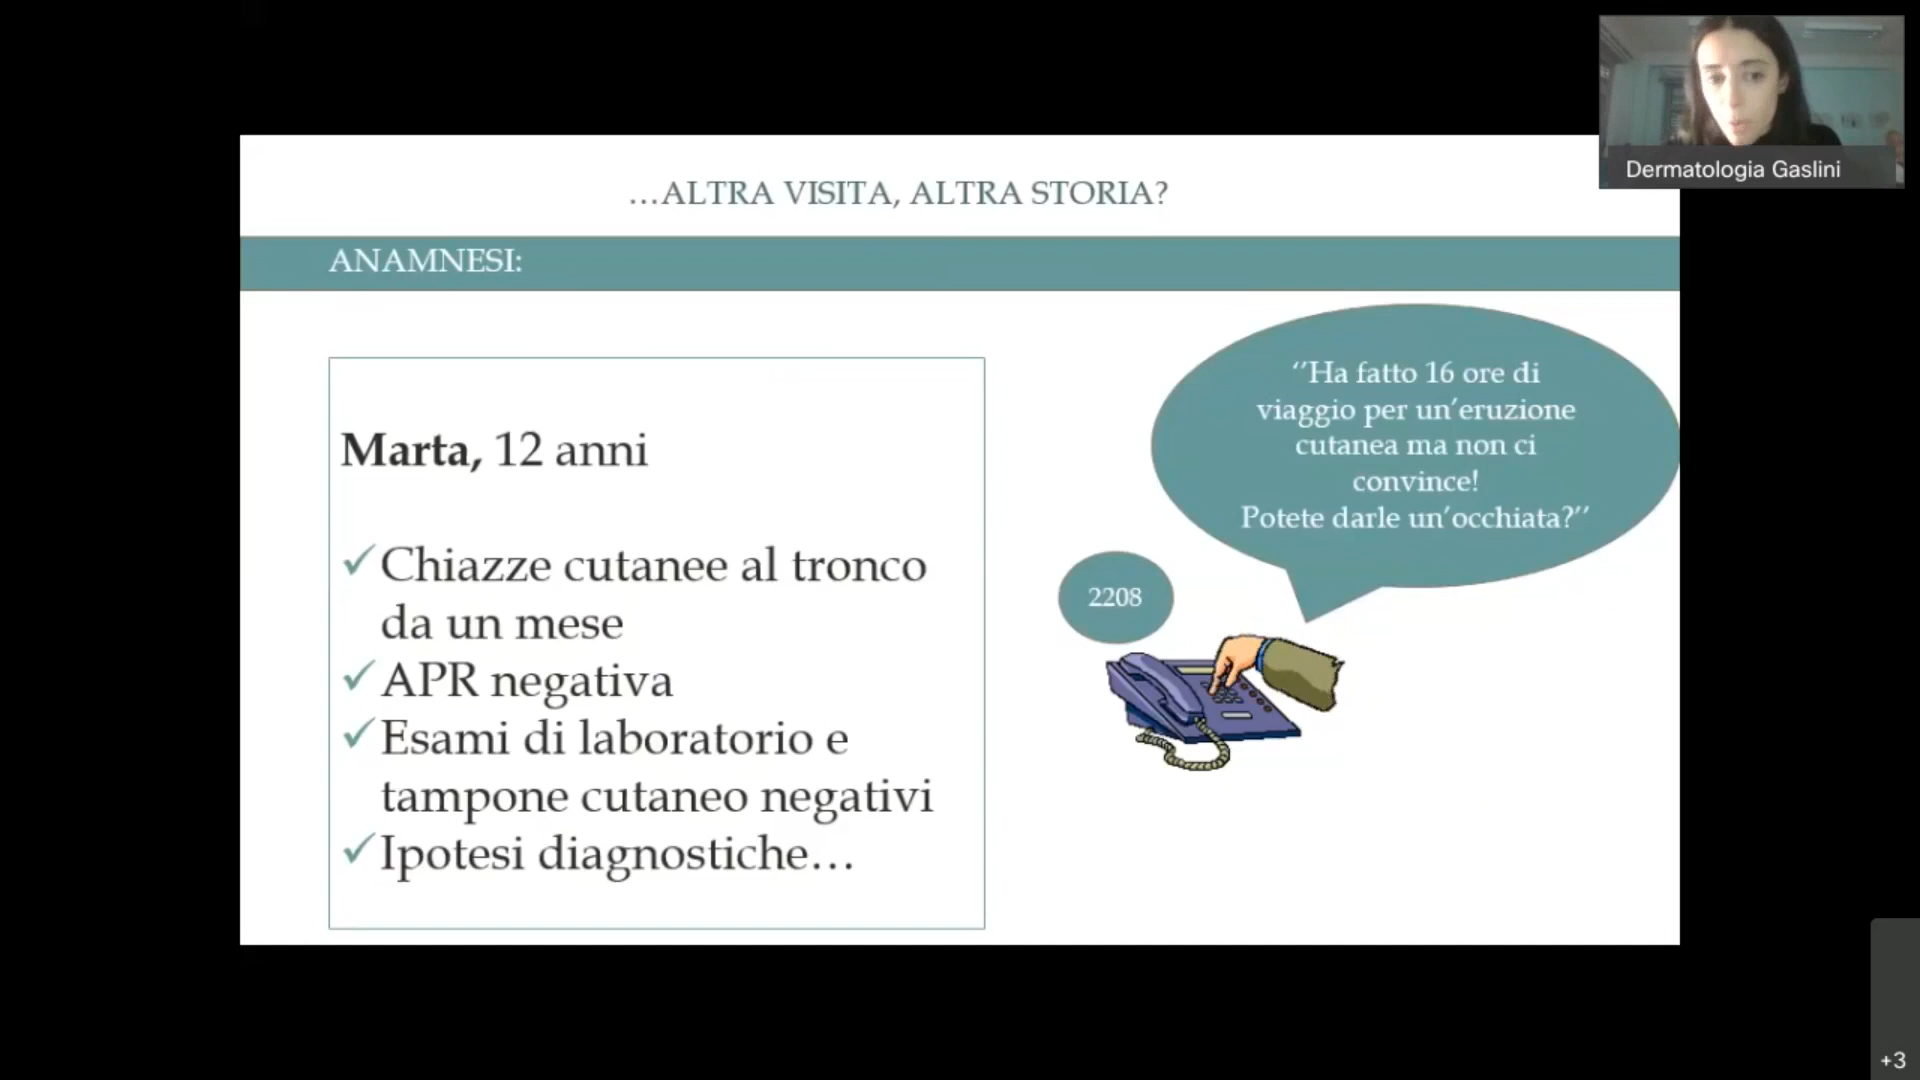 …ALTRA VISITA, ALTRA STORIA?
Dermatologia Gaslini
ANAMNESI:
Marta, 12 anni
✓Chiazze cutanee al tronco
da un mese
✓APR negativa
✓Esami di laboratorio e
tampone cutaneo negativi
✓Ipotesi diagnostiche…
‘’Ha fatto 16 ore di
viaggio per un’eruzione
cutanea ma non ci
convince!
Potete darle un’occhiata?’’
2208
+3